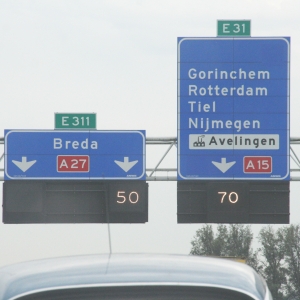 E 311
Breda
A27
50
E 31
Gorinchem
Rotterdam
Tiel
Nijmegen
Avelingen
A15
70